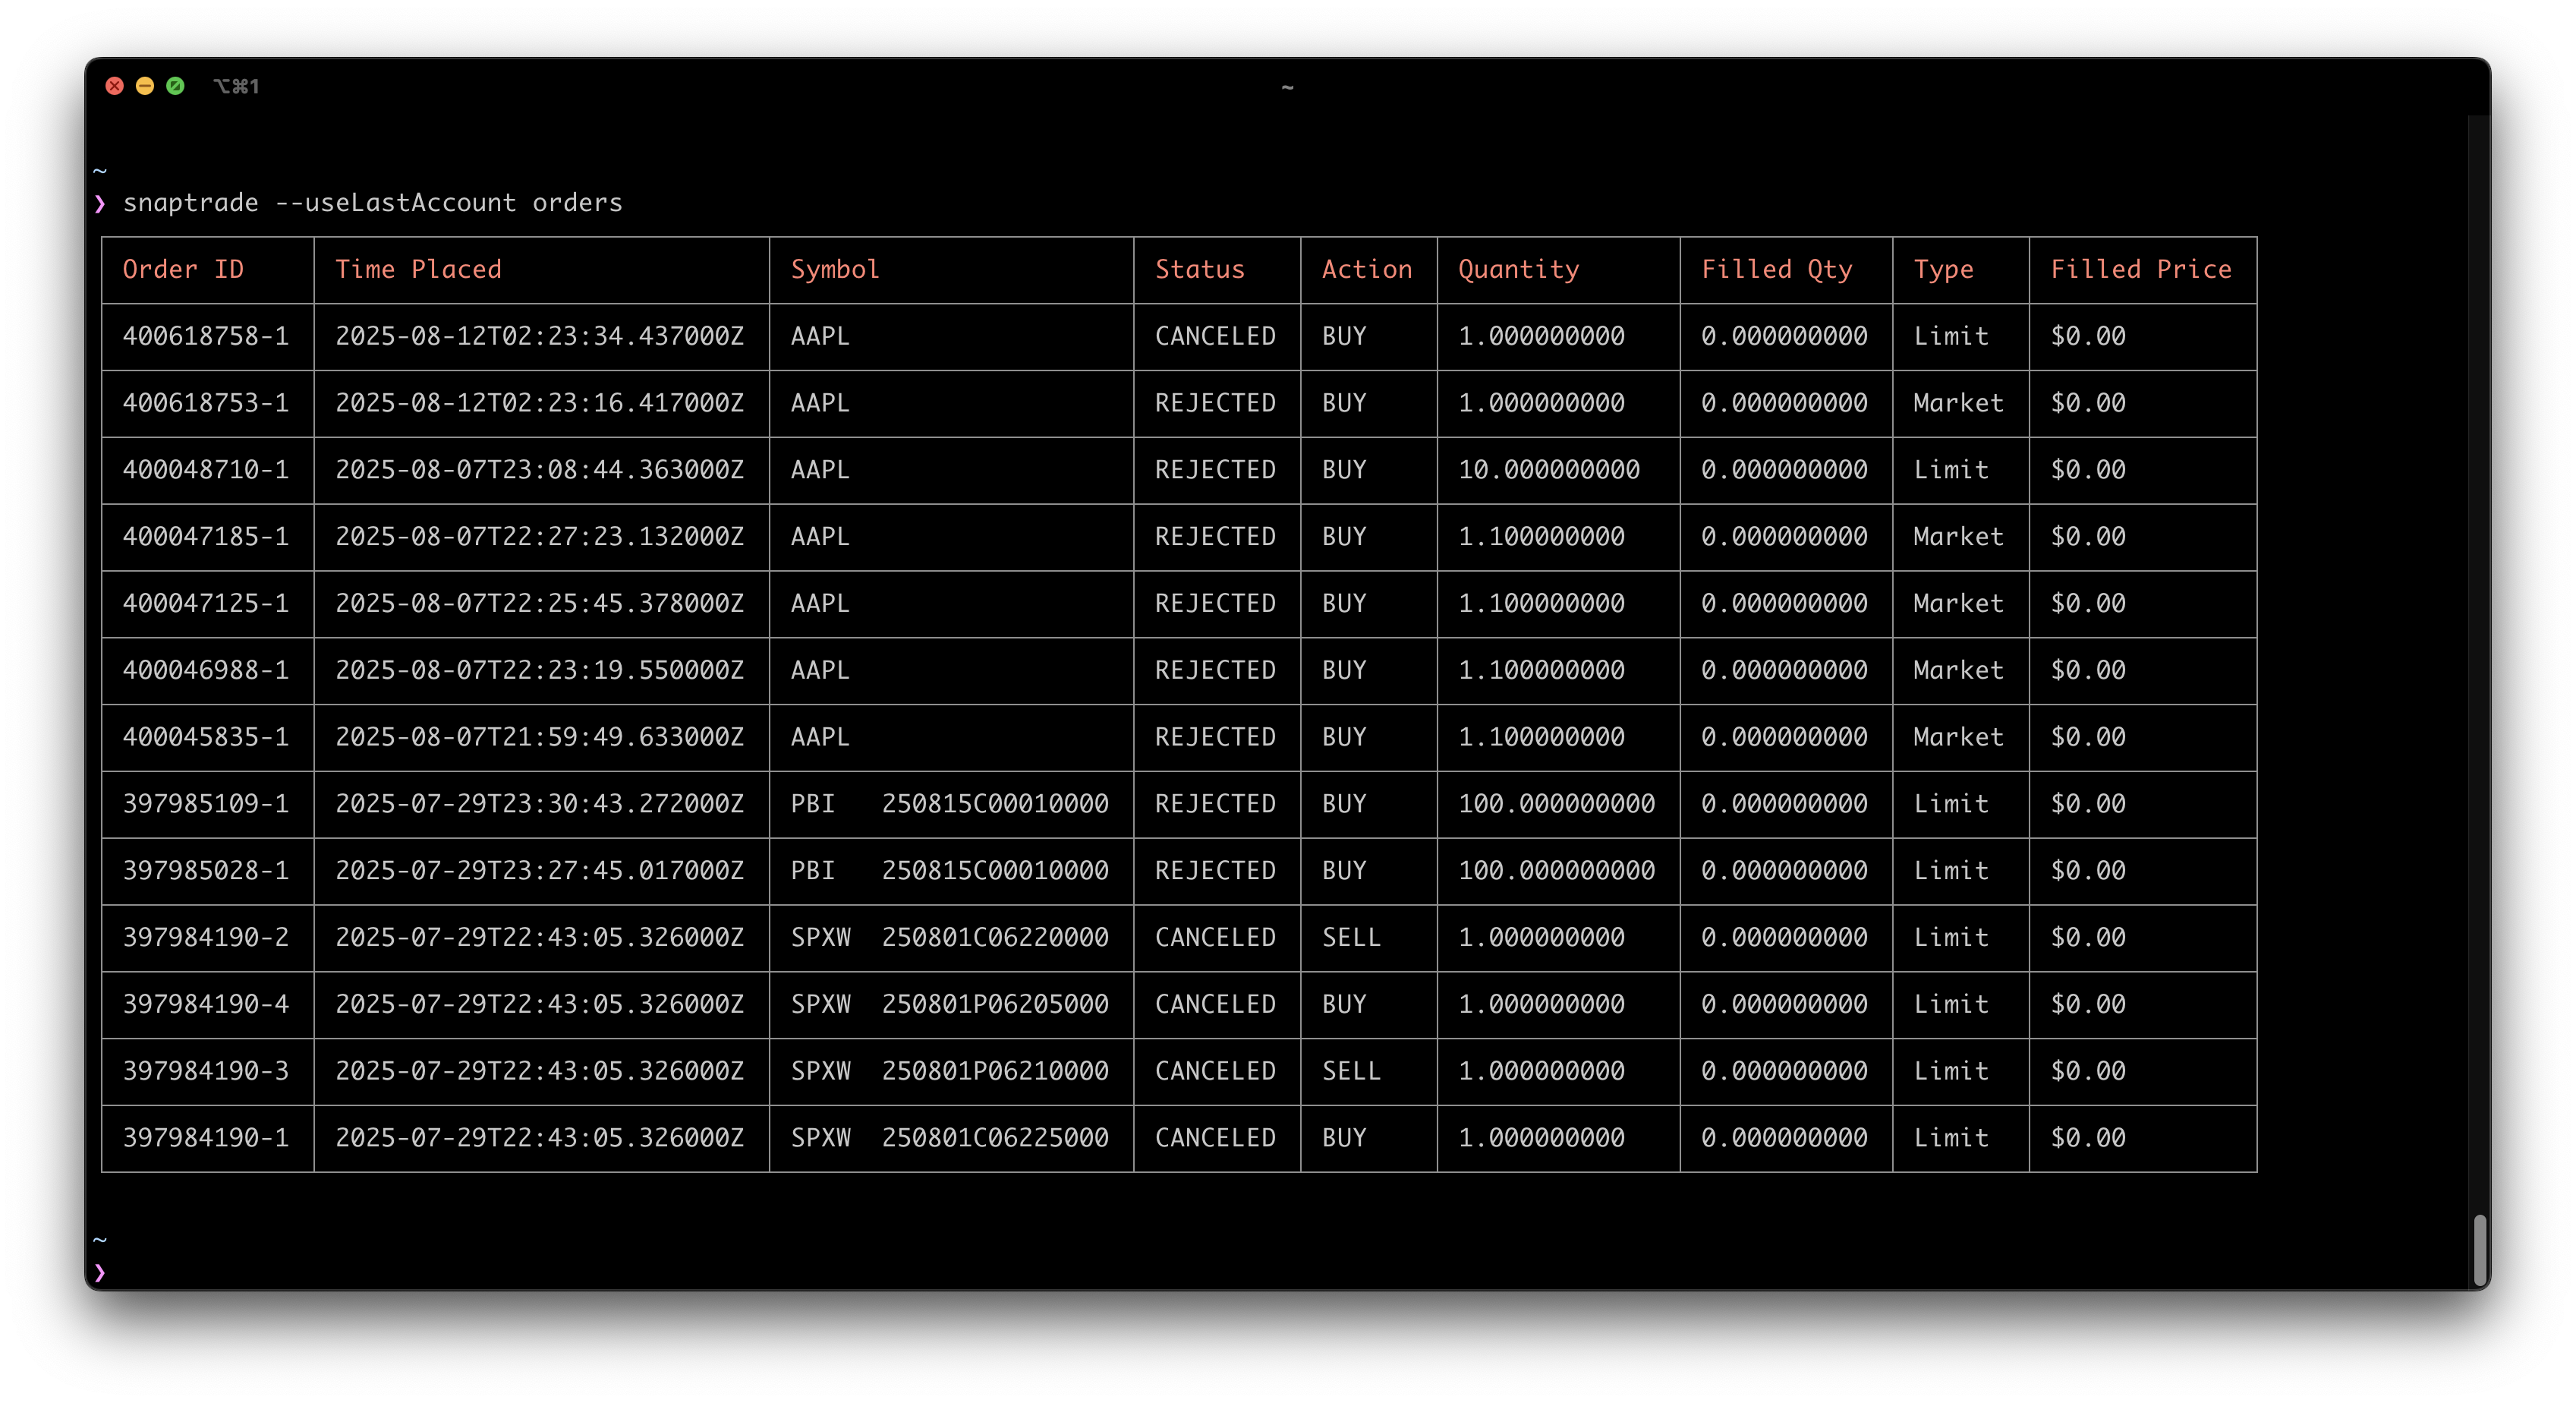 ⌥⌘1
~
~
❯ snaptrade --useLastAccount orders
Order ID Time Placed Symbol Status Action Quantity Filled Qty Type Filled Price
400618758-1 2025-08-12T02:23:34.437000Z AAPL CANCELED BUY 1.000000000 0.000000000 Limit $0.00
400618753-1 2025-08-12T02:23:16.417000Z AAPL REJECTED BUY 1.000000000 0.000000000 Market $0.00
400048710-1 2025-08-07T23:08:44.363000Z AAPL REJECTED BUY 10.000000000 0.000000000 Limit $0.00
400047185-1 2025-08-07T22:27:23.132000Z AAPL REJECTED BUY 1.100000000 0.000000000 Market $0.00
400047125-1 2025-08-07T22:25:45.378000Z AAPL REJECTED BUY 1.100000000 0.000000000 Market $0.00
400046988-1 2025-08-07T22:23:19.550000Z AAPL REJECTED BUY 1.100000000 0.000000000 Market $0.00
400045835-1 2025-08-07T21:59:49.633000Z AAPL REJECTED BUY 1.100000000 0.000000000 Market $0.00
397985109-1 2025-07-29T23:30:43.272000Z PBI   250815C00010000 REJECTED BUY 100.000000000 0.000000000 Limit $0.00
397985028-1 2025-07-29T23:27:45.017000Z PBI   250815C00010000 REJECTED BUY 100.000000000 0.000000000 Limit $0.00
397984190-2 2025-07-29T22:43:05.326000Z SPXW  250801C06220000 CANCELED SELL 1.000000000 0.000000000 Limit $0.00
397984190-4 2025-07-29T22:43:05.326000Z SPXW  250801P06205000 CANCELED BUY 1.000000000 0.000000000 Limit $0.00
397984190-3 2025-07-29T22:43:05.326000Z SPXW  250801P06210000 CANCELED SELL 1.000000000 0.000000000 Limit $0.00
397984190-1 2025-07-29T22:43:05.326000Z SPXW  250801C06225000 CANCELED BUY 1.000000000 0.000000000 Limit $0.00
~
❯